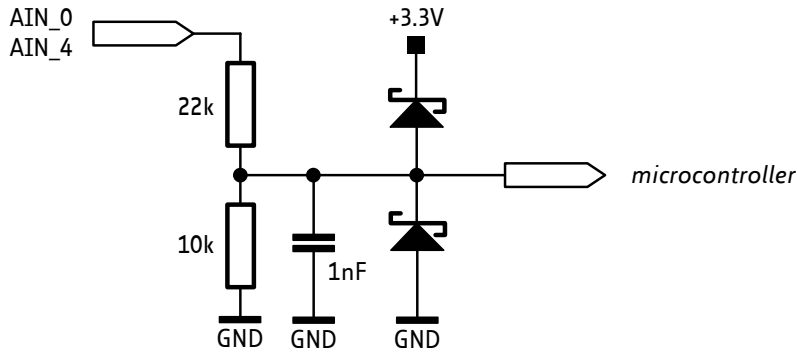 AIN_0
AIN_4
+3.3V
22k
microcontroller
10k
1nF
GND
GND
GND